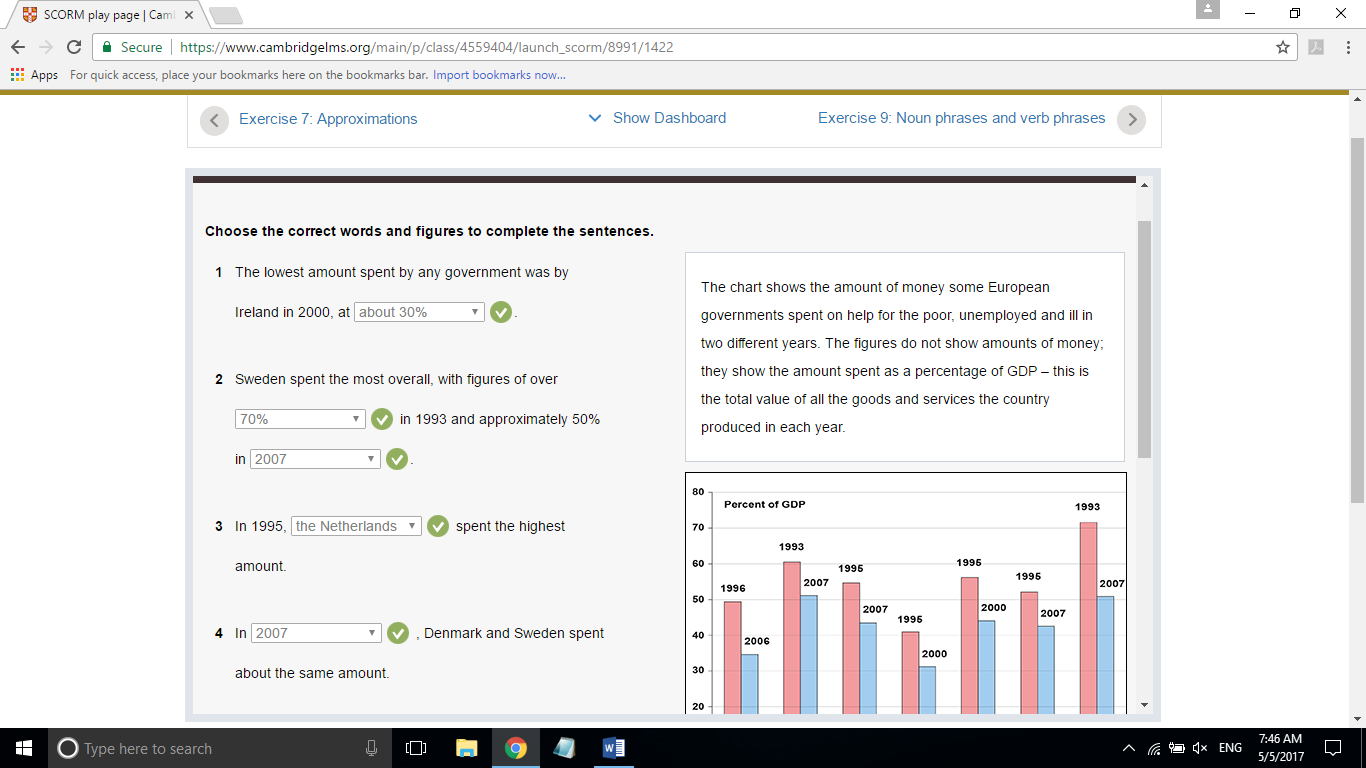 SCORM play page | Cam
Secure
https://www.cambridgelms.org/main/p/class/4559404/launch_scorm/8991/1422
Apps For quick access, place your bookmarks here on the bookmarks bar. Import bookmarks now...
Exercise 7: Approximations
Show Dashboard
Exercise 9: Noun phrases and verb phrases
Choose the correct words and figures to complete the sentences.
1 The lowest amount spent by any government was by
Ireland in 2000, at about 30% .
2 Sweden spent the most overall, with figures of over
70% in 1993 and approximately 50%
in 2007 .
3 In 1995, the Netherlands spent the highest
amount.
4 In 2007 , Denmark and Sweden spent
about the same amount.
The chart shows the amount of money some European
governments spent on help for the poor, unemployed and ill in
two different years. The figures do not show amounts of money;
they show the amount spent as a percentage of GDP – this is
the total value of all the goods and services the country
produced in each year.
Percent of GDP
80
70
60
50
40
30
20
1996
2006
1993
2007
1995
2007
1995
2000
1995
2000
1995
2007
1993
2007
Type here to search
ENG
7:46 AM
5/5/2017